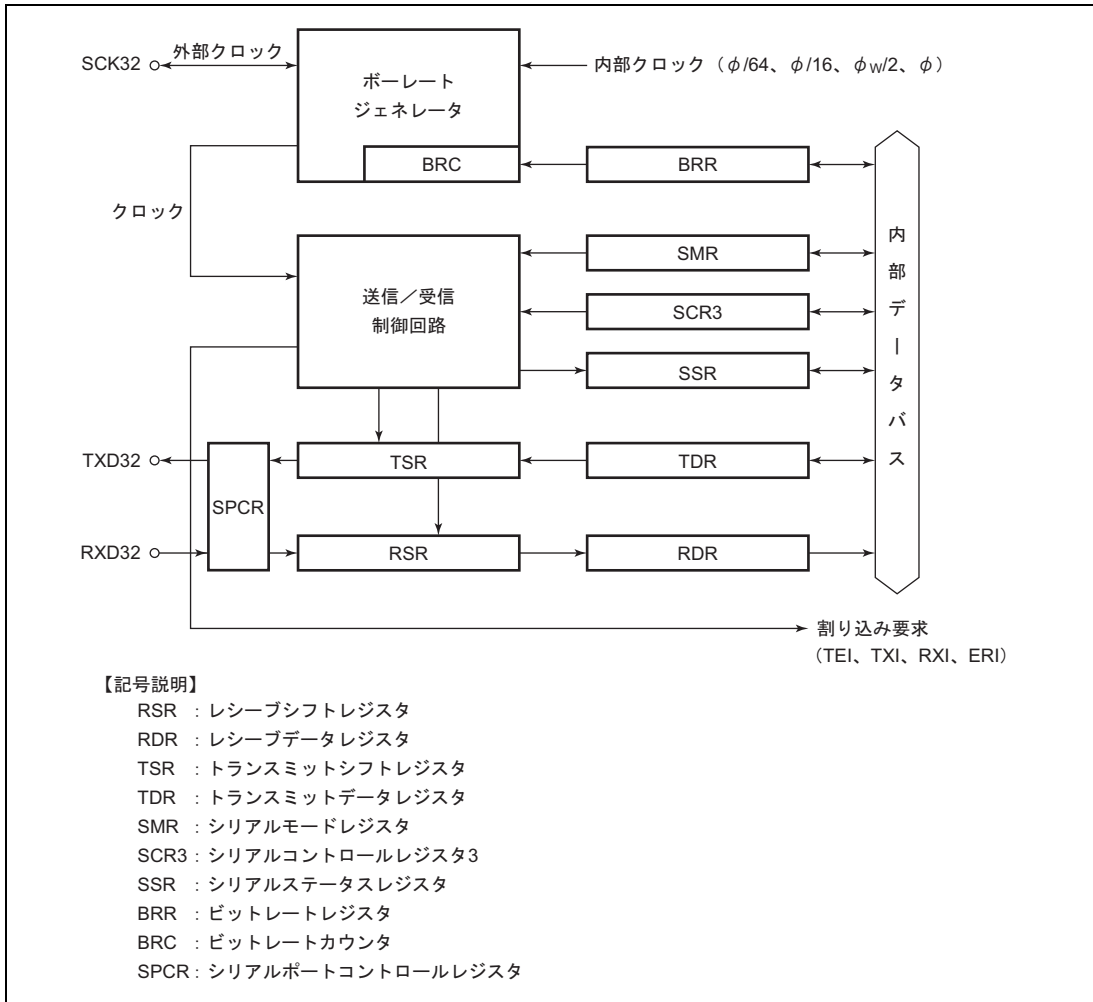 SCK32
外部クロック
ボーレート
ジェネレータ
内部クロック（φ/64、φ/16、φW/2、φ）
BRC
BRR
クロック
送信／受信
制御回路
SMR
SCR3
SSR
内部データバス
TXD32
SPCR
TSR
TDR
RXD32
RSR
RDR
割り込み要求
（TEI、TXI、RXI、ERI）
【記号説明】
RSR ：レシーブシフトレジスタ
RDR ：レシーブデータレジスタ
TSR ：トランスミットシフトレジスタ
TDR ：トランスミットデータレジスタ
SMR ：シリアルモードレジスタ
SCR3：シリアルコントロールレジスタ3
SSR ：シリアルステータスレジスタ
BRR ：ビットレートレジスタ
BRC ：ビットレートカウンタ
SPCR：シリアルポートコントロールレジスタ